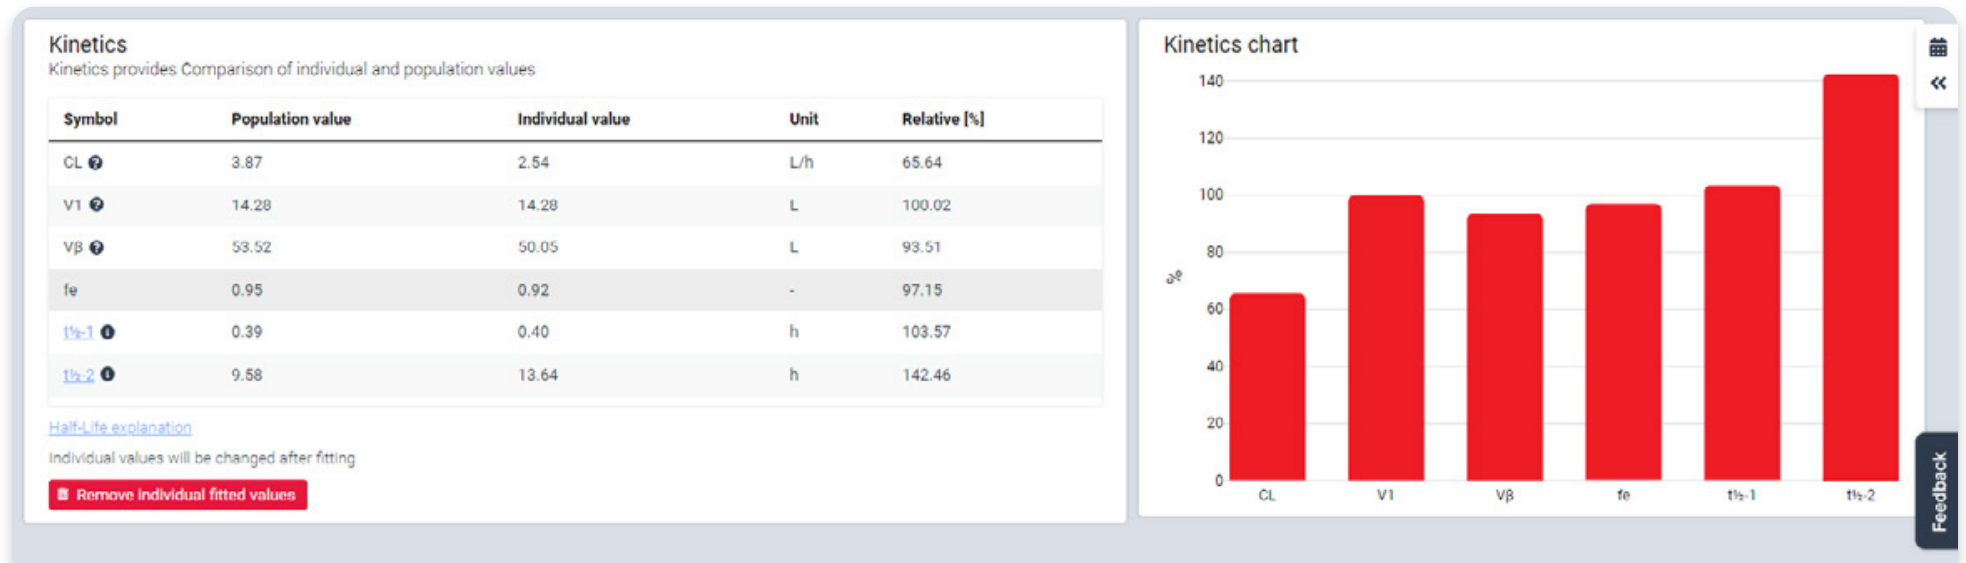 Kinetics
Kinetics provides Comparison of individual and population values
Symbol Population value Individual value Unit Relative [%]
CL 3.87 2.54 L/h 65.64
V1 14.28 14.28 L 100.02
Vβ 53.52 50.05 L 93.51
fe 0.95 0.92 - 97.15
t½-1 0.39 0.40 h 103.57
t½-2 9.58 13.64 h 142.46
Half-Life explanation
Individual values will be changed after fitting
Remove individual fitted values
Kinetics chart
140
120
100
80
60
40
20
0
%
CL V1 Vβ fe t½-1 t½-2
Feedback